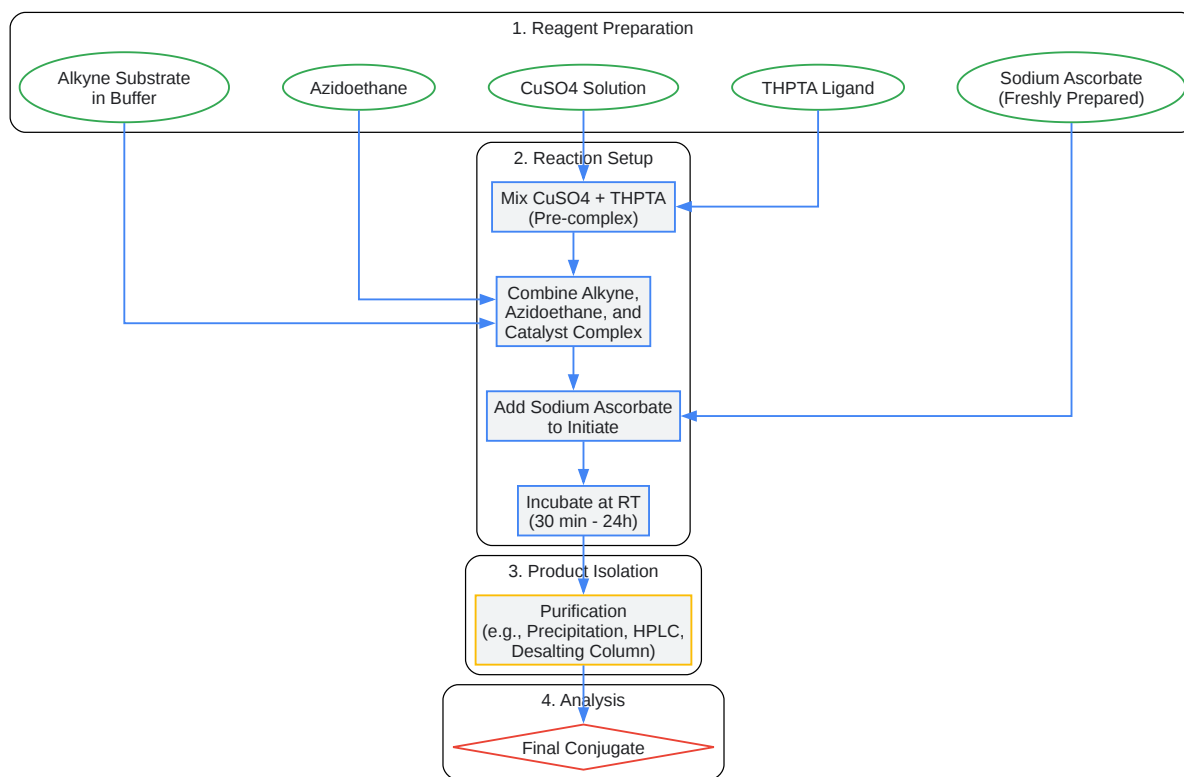 1. Reagent Preparation
Alkyne Substrate
in Buffer
Azidoethane
CuSO4 Solution
THPTA Ligand
Sodium Ascorbate
(Freshly Prepared)
2. Reaction Setup
Mix CuSO4 + THPTA
(Pre-complex)
Combine Alkyne,
Azidoethane, and
Catalyst Complex
Add Sodium Ascorbate
to Initiate
Incubate at RT
(30 min - 24h)
3. Product Isolation
Purification
(e.g., Precipitation, HPLC,
Desalting Column)
4. Analysis
Final Conjugate